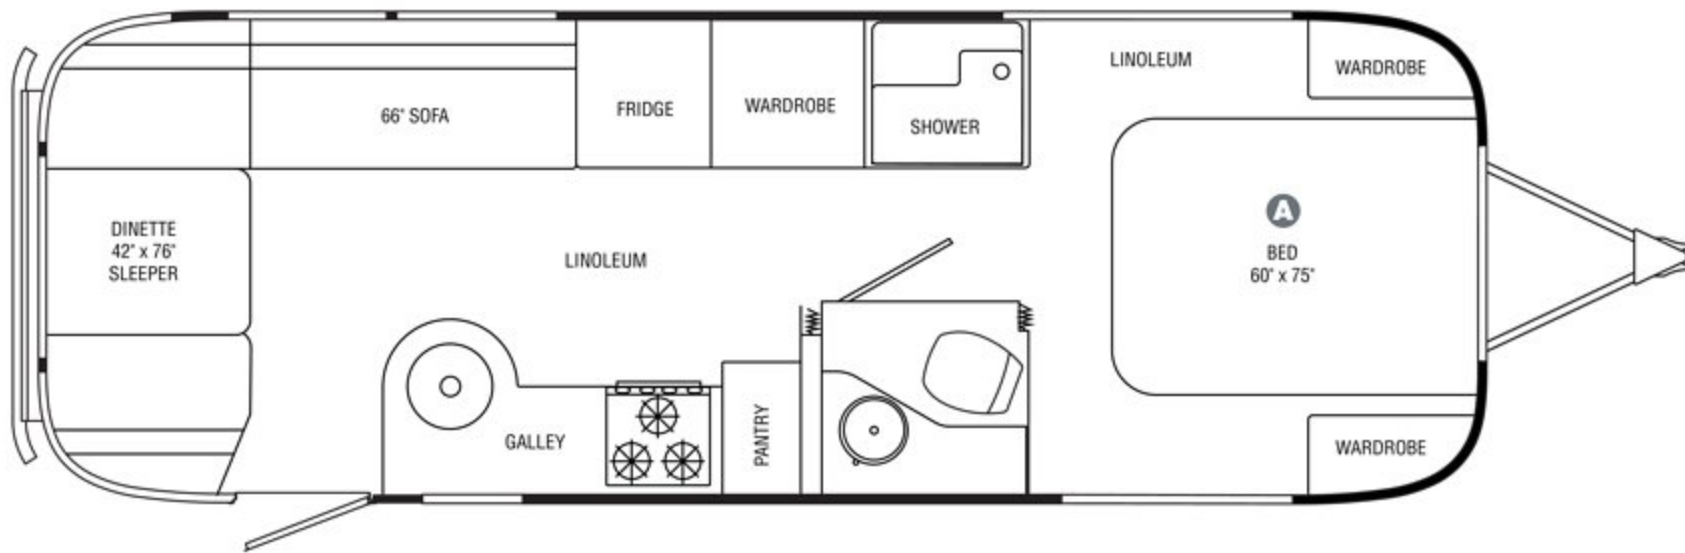 LINOLEUM
WARDROBE
66" SOFA
FRIDGE
WARDROBE
SHOWER
DINETTE
42" x 76"
SLEEPER
LINOLEUM
A
BED
60" x 75"
GALLEY
PANTRY
WARDROBE